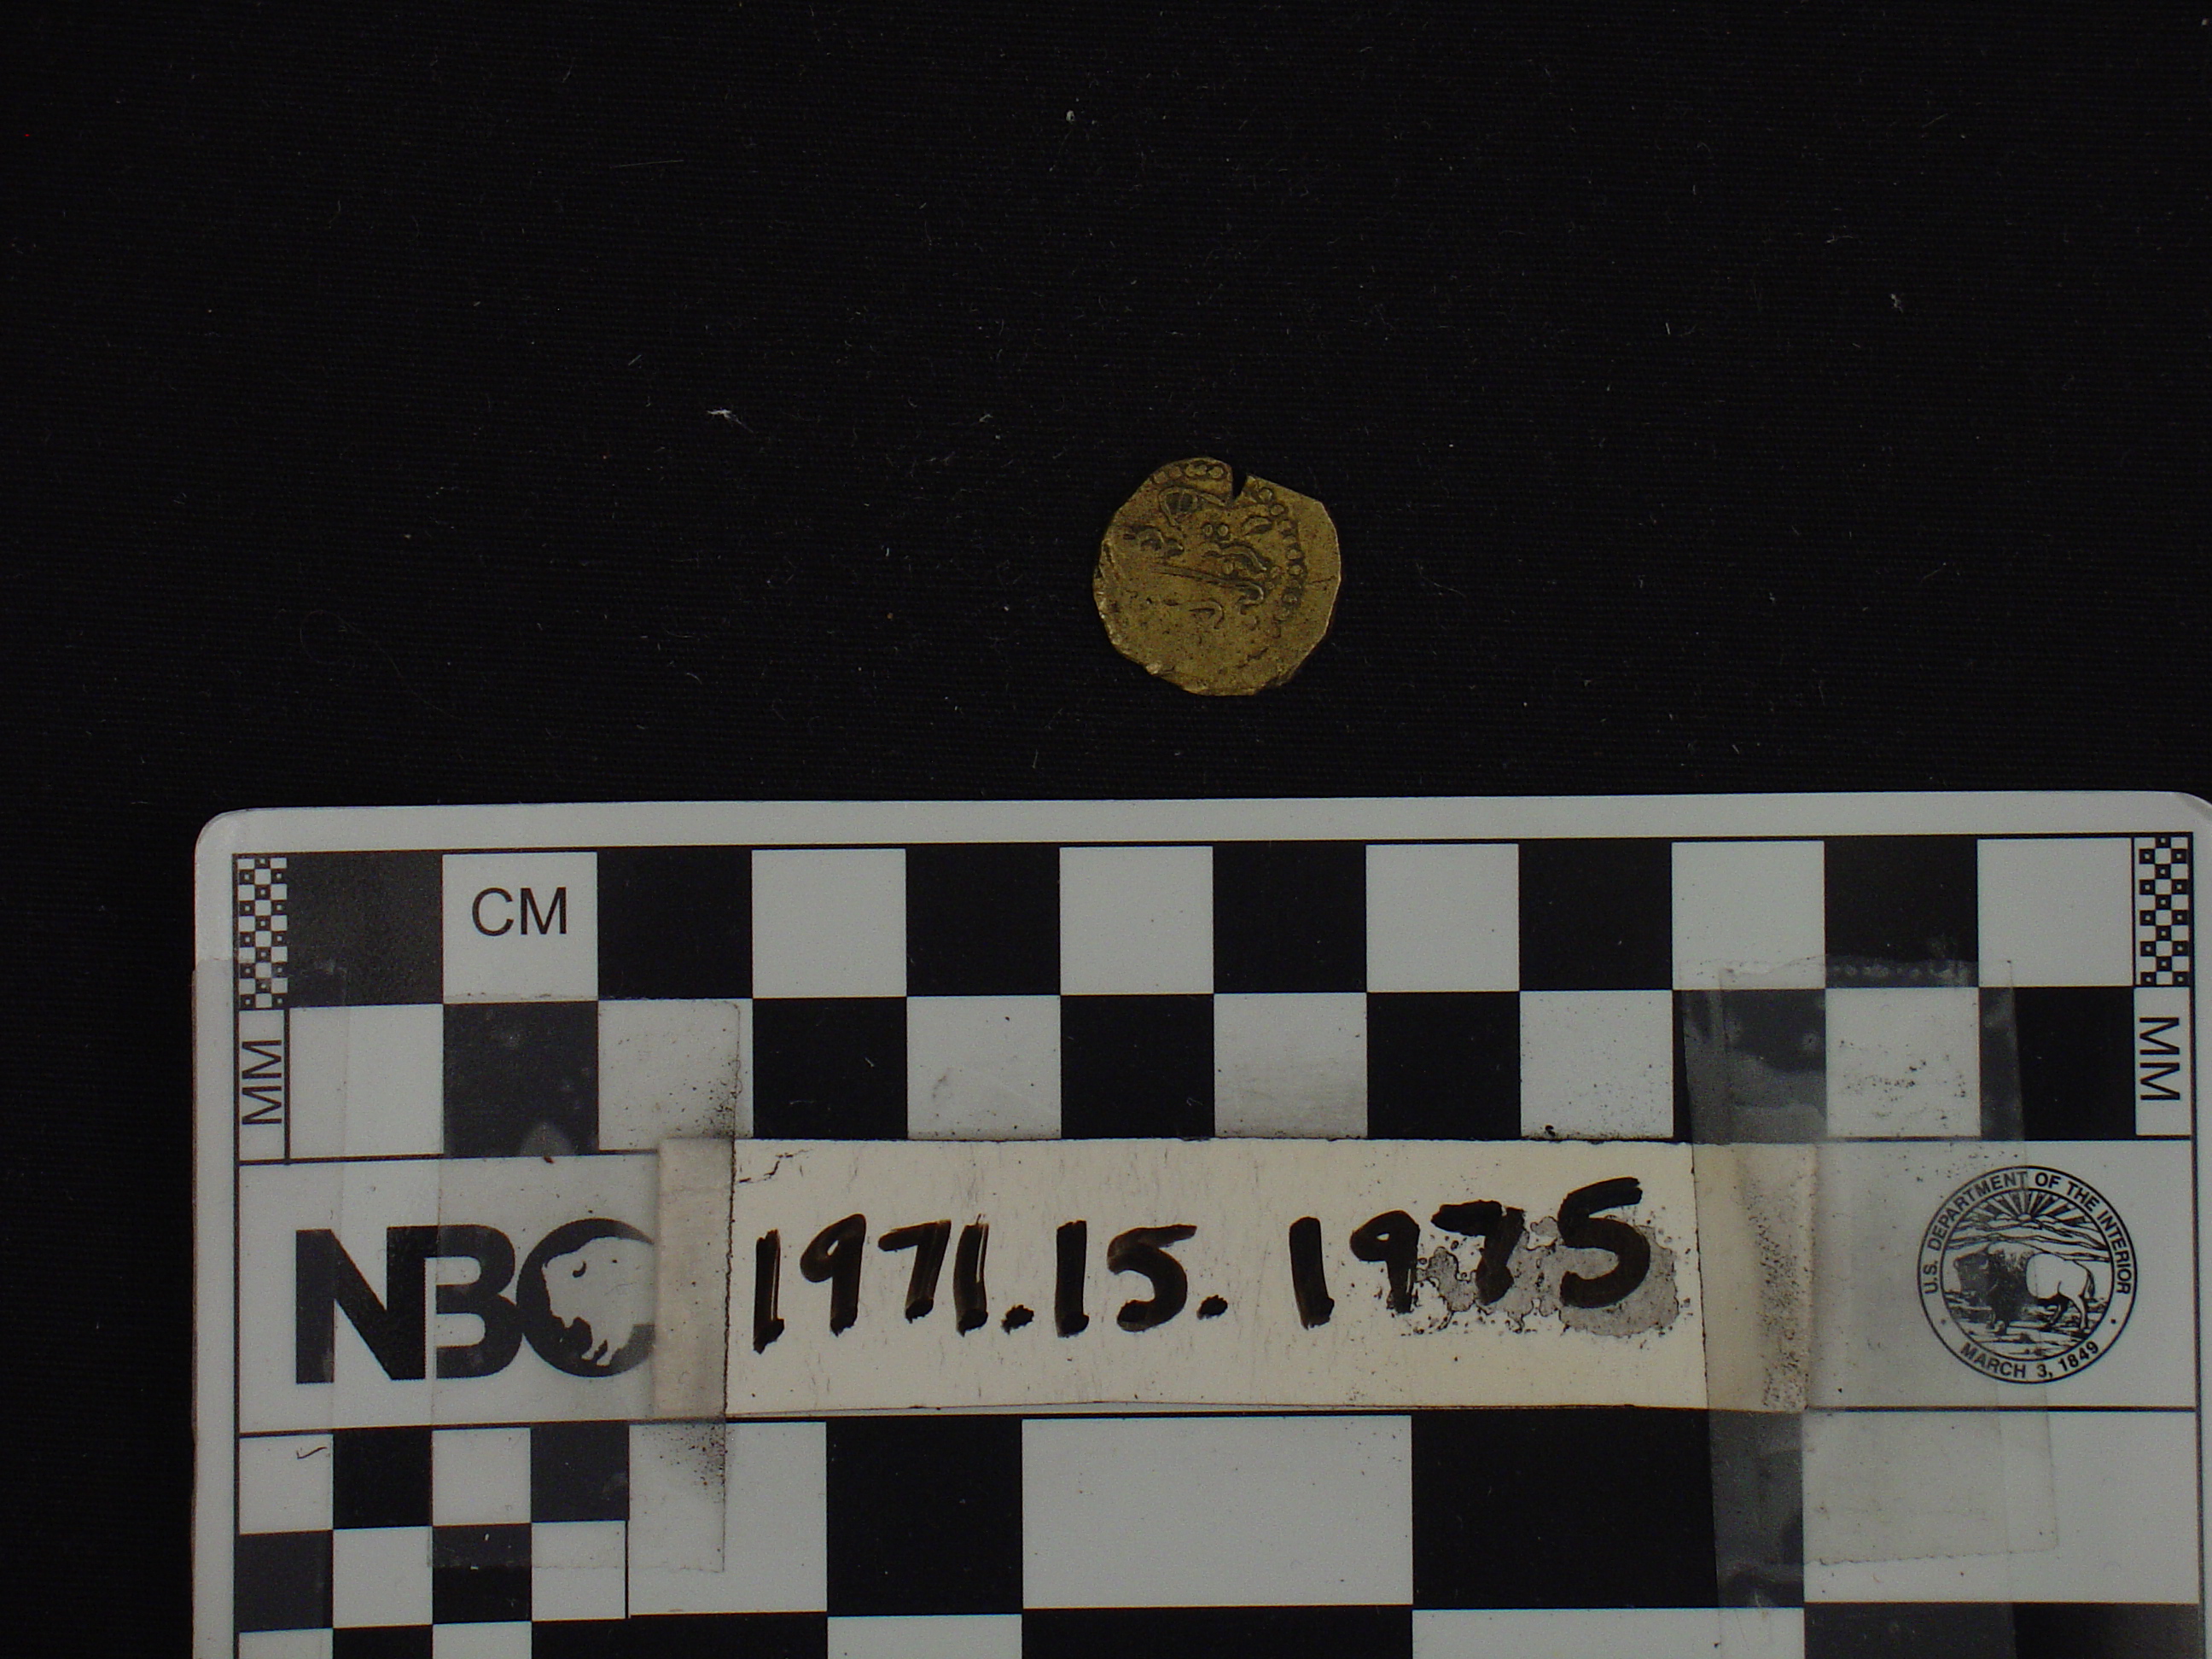 CM
MM
MM
NBC
1971.15.1975
U.S. DEPARTMENT OF THE INTERIOR
MARCH 3, 1849